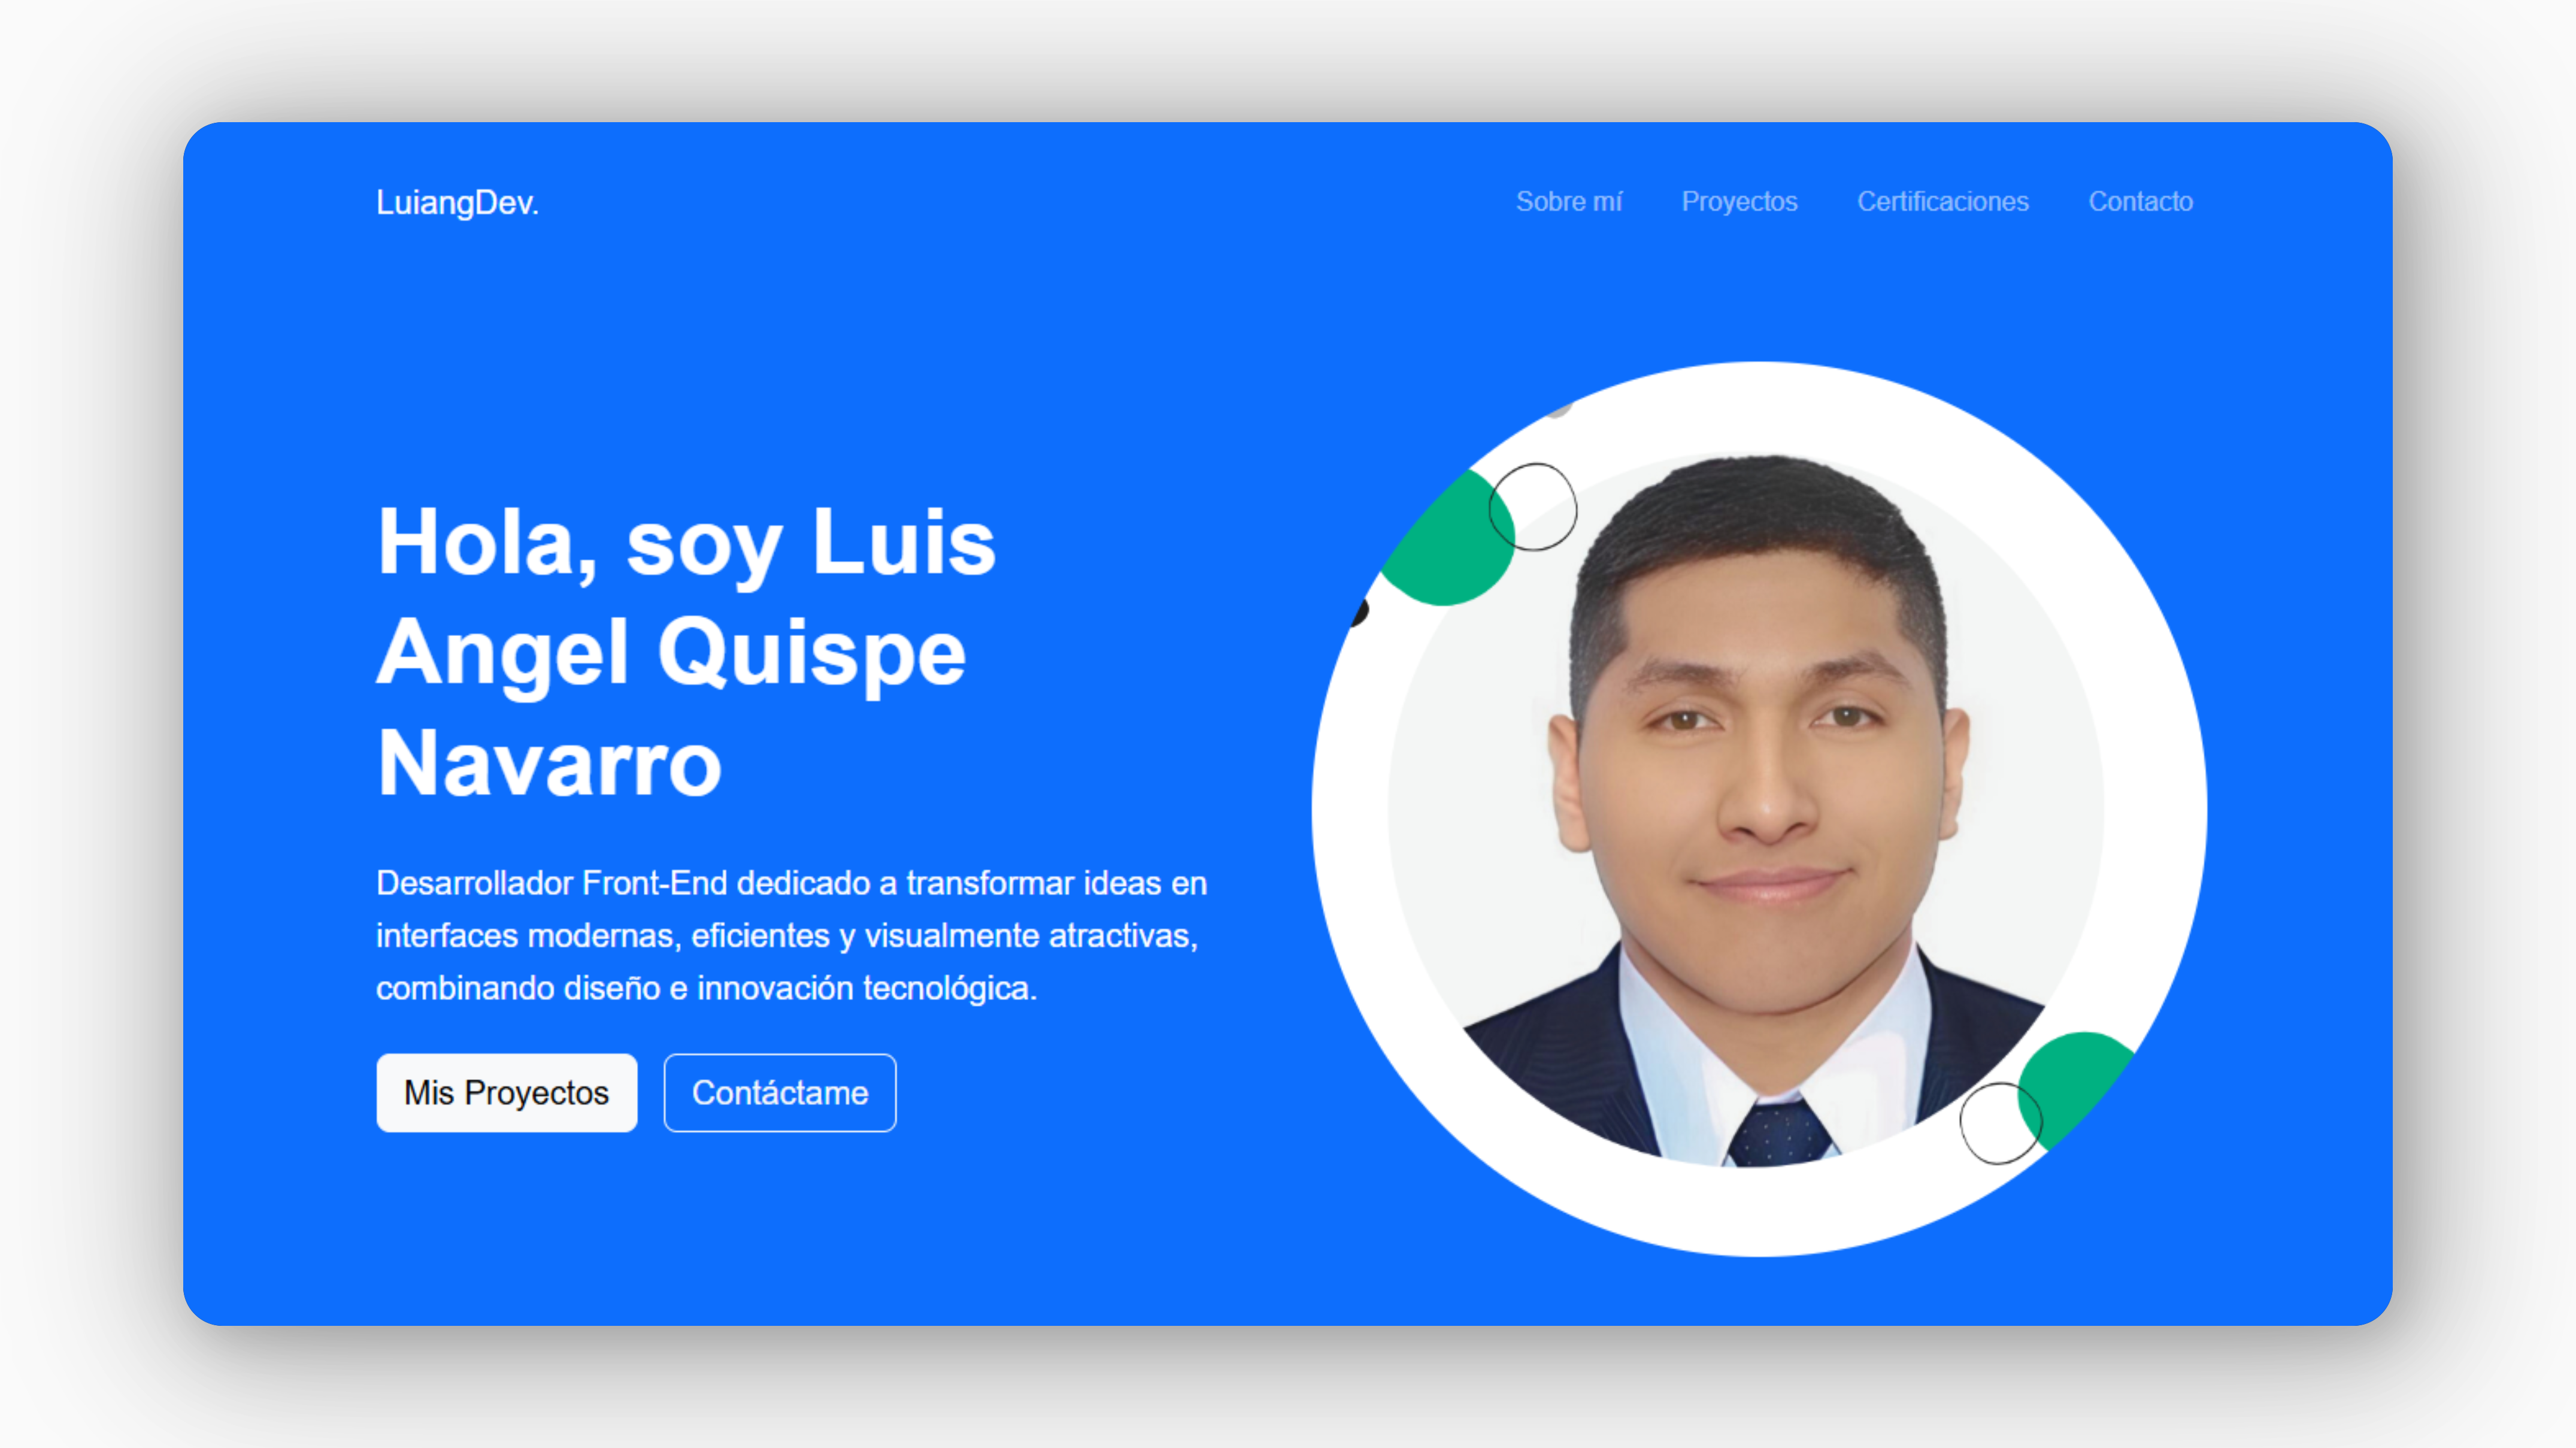 LuiangDev.
Sobre mí
Proyectos
Certificaciones
Contacto
Hola, soy Luis
Angel Quispe
Navarro
Desarrollador Front-End dedicado a transformar ideas en
interfaces modernas, eficientes y visualmente atractivas,
combinando diseño e innovación tecnológica.
Mis Proyectos
Contáctame